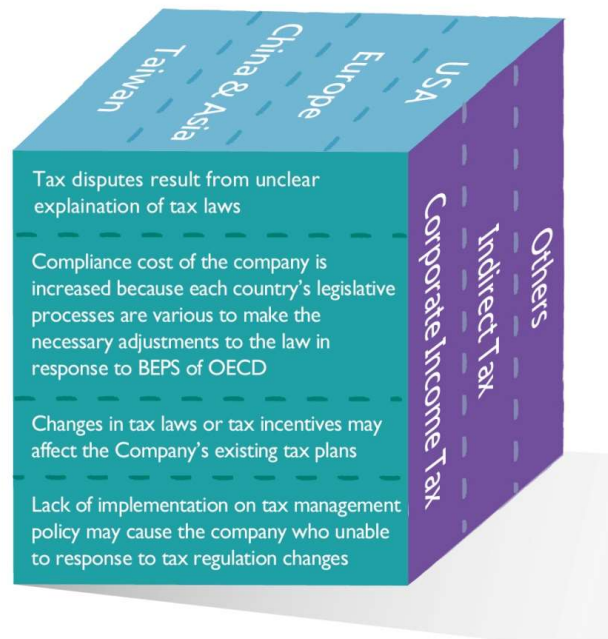 Taiwan
China & Asia
Europe
USA
Tax disputes result from unclear
explaination of tax laws
Compliance cost of the company is
increased because each country's legislative
processes are various to make the
necessary adjustments to the law in
response to BEPS of OECD
Changes in tax laws or tax incentives may
affect the Company's existing tax plans
Lack of implementation on tax management
policy may cause the company who unable
to response to tax regulation changes
Corporate Income Tax
Indirect Tax
Others